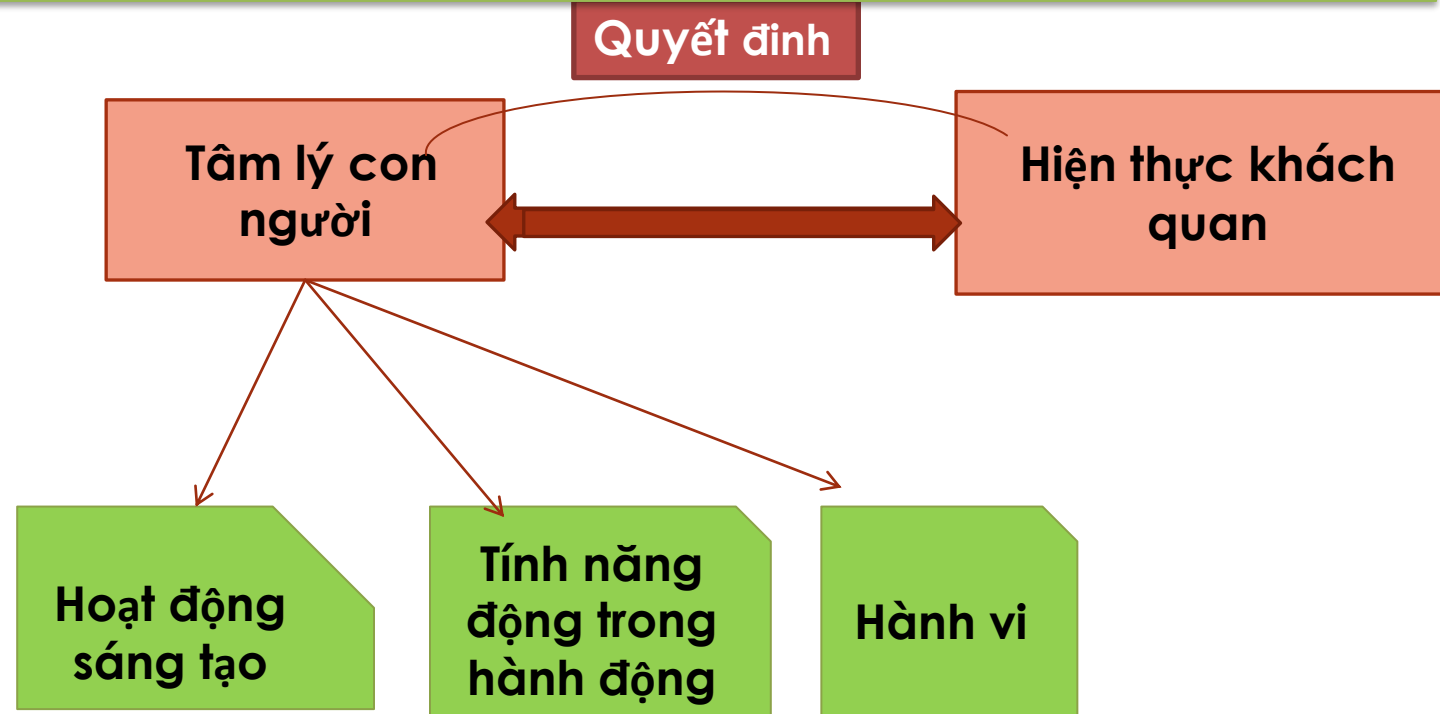 Quyết đinh
Tâm lý con
người
Hiện thực khách
quan
Hoạt động
sáng tạo
Tính năng
động trong
hành động
Hành vi